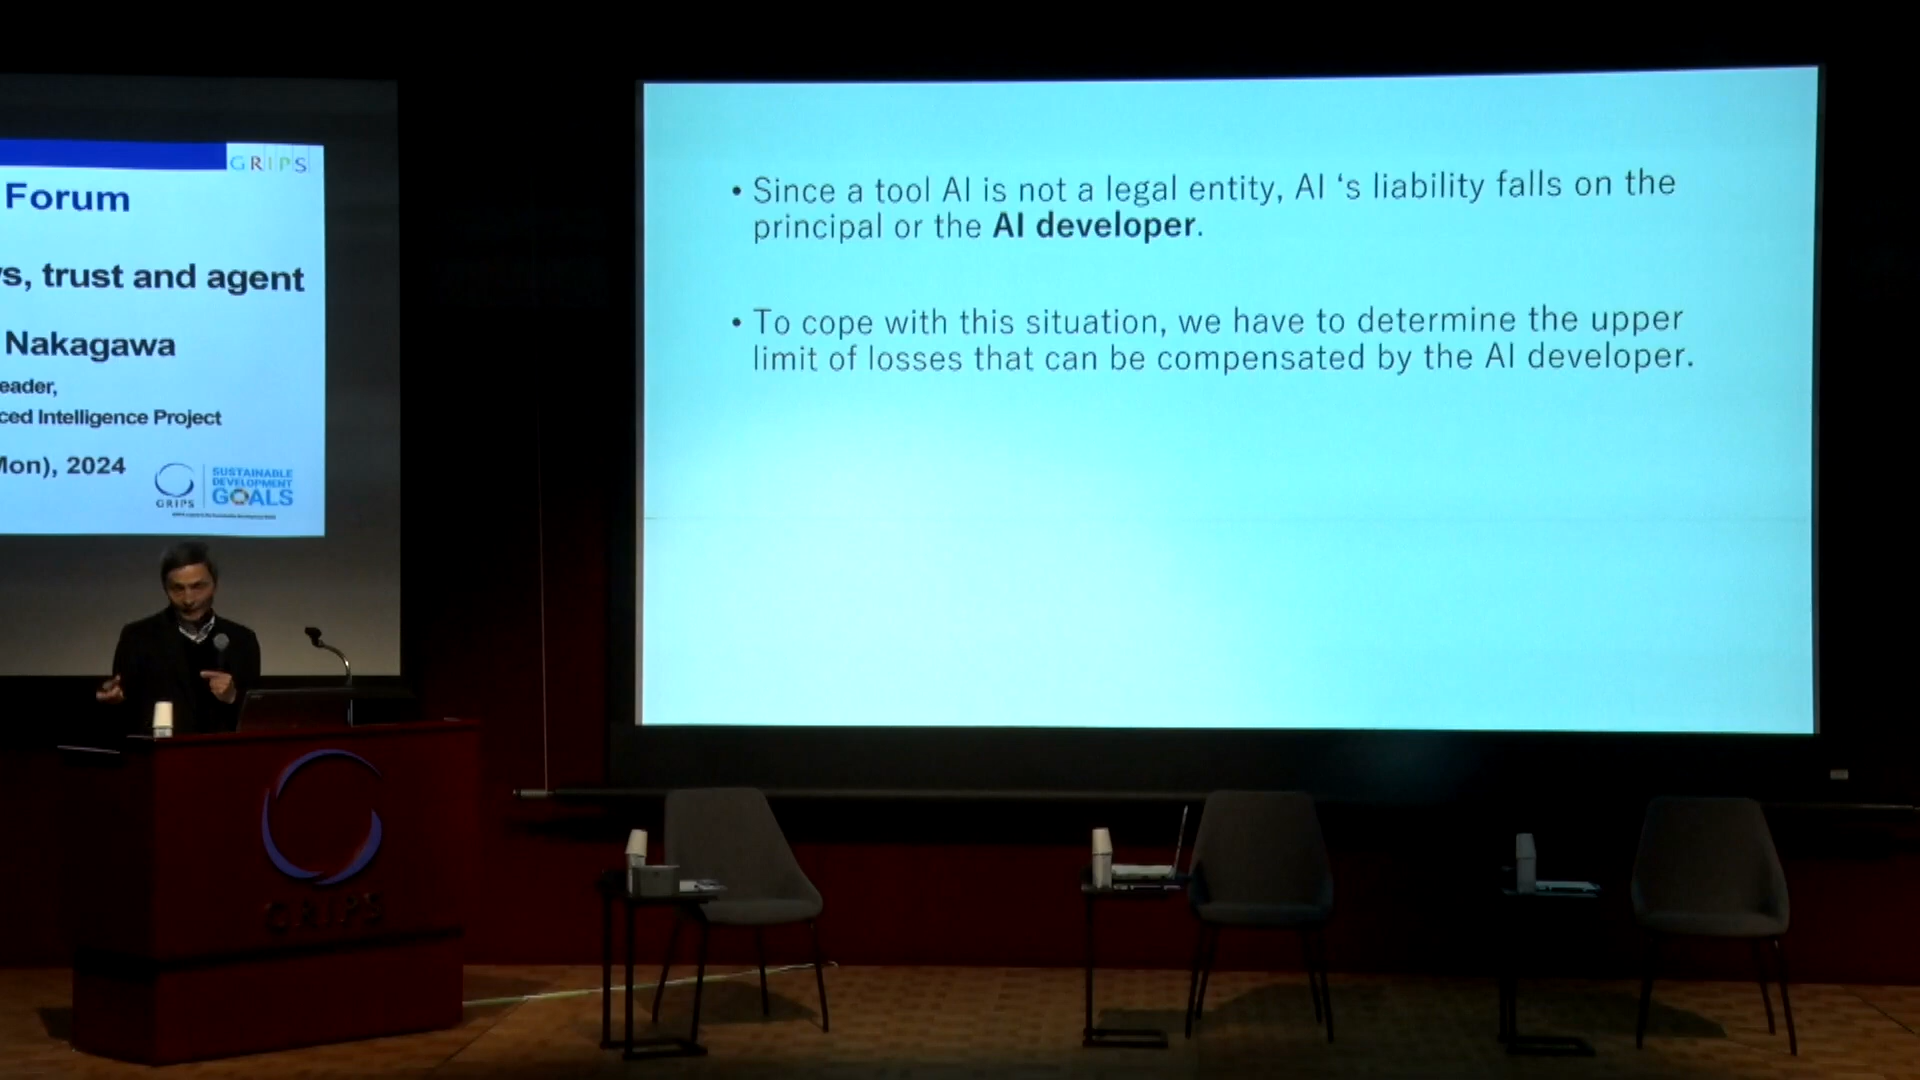 GRIPS
Forum
s, trust and agent
Nakagawa
eader,
ced Intelligence Project
on), 2024
GRIPS
SUSTAINABLE
DEVELOPMENT
GOALS
• Since a tool AI is not a legal entity, AI ‘s liability falls on the
principal or the AI developer.
• To cope with this situation, we have to determine the upper
limit of losses that can be compensated by the AI developer.
GRIPS